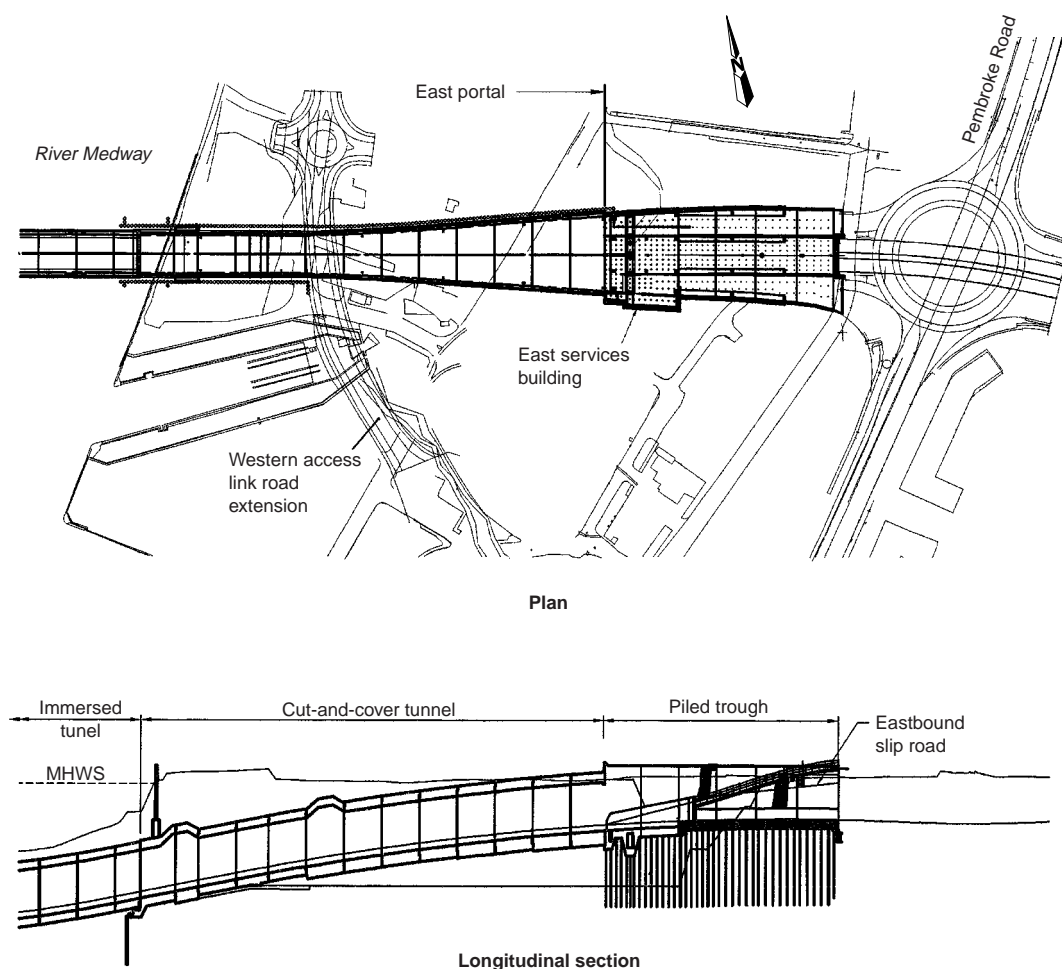 East portal
N
Pembroke Road
River Medway
East services
building
Western access
link road
extension
Plan
Immersed
tunel
Cut-and-cover tunnel
Piled trough
Eastbound
slip road
MHWS
Longitudinal section